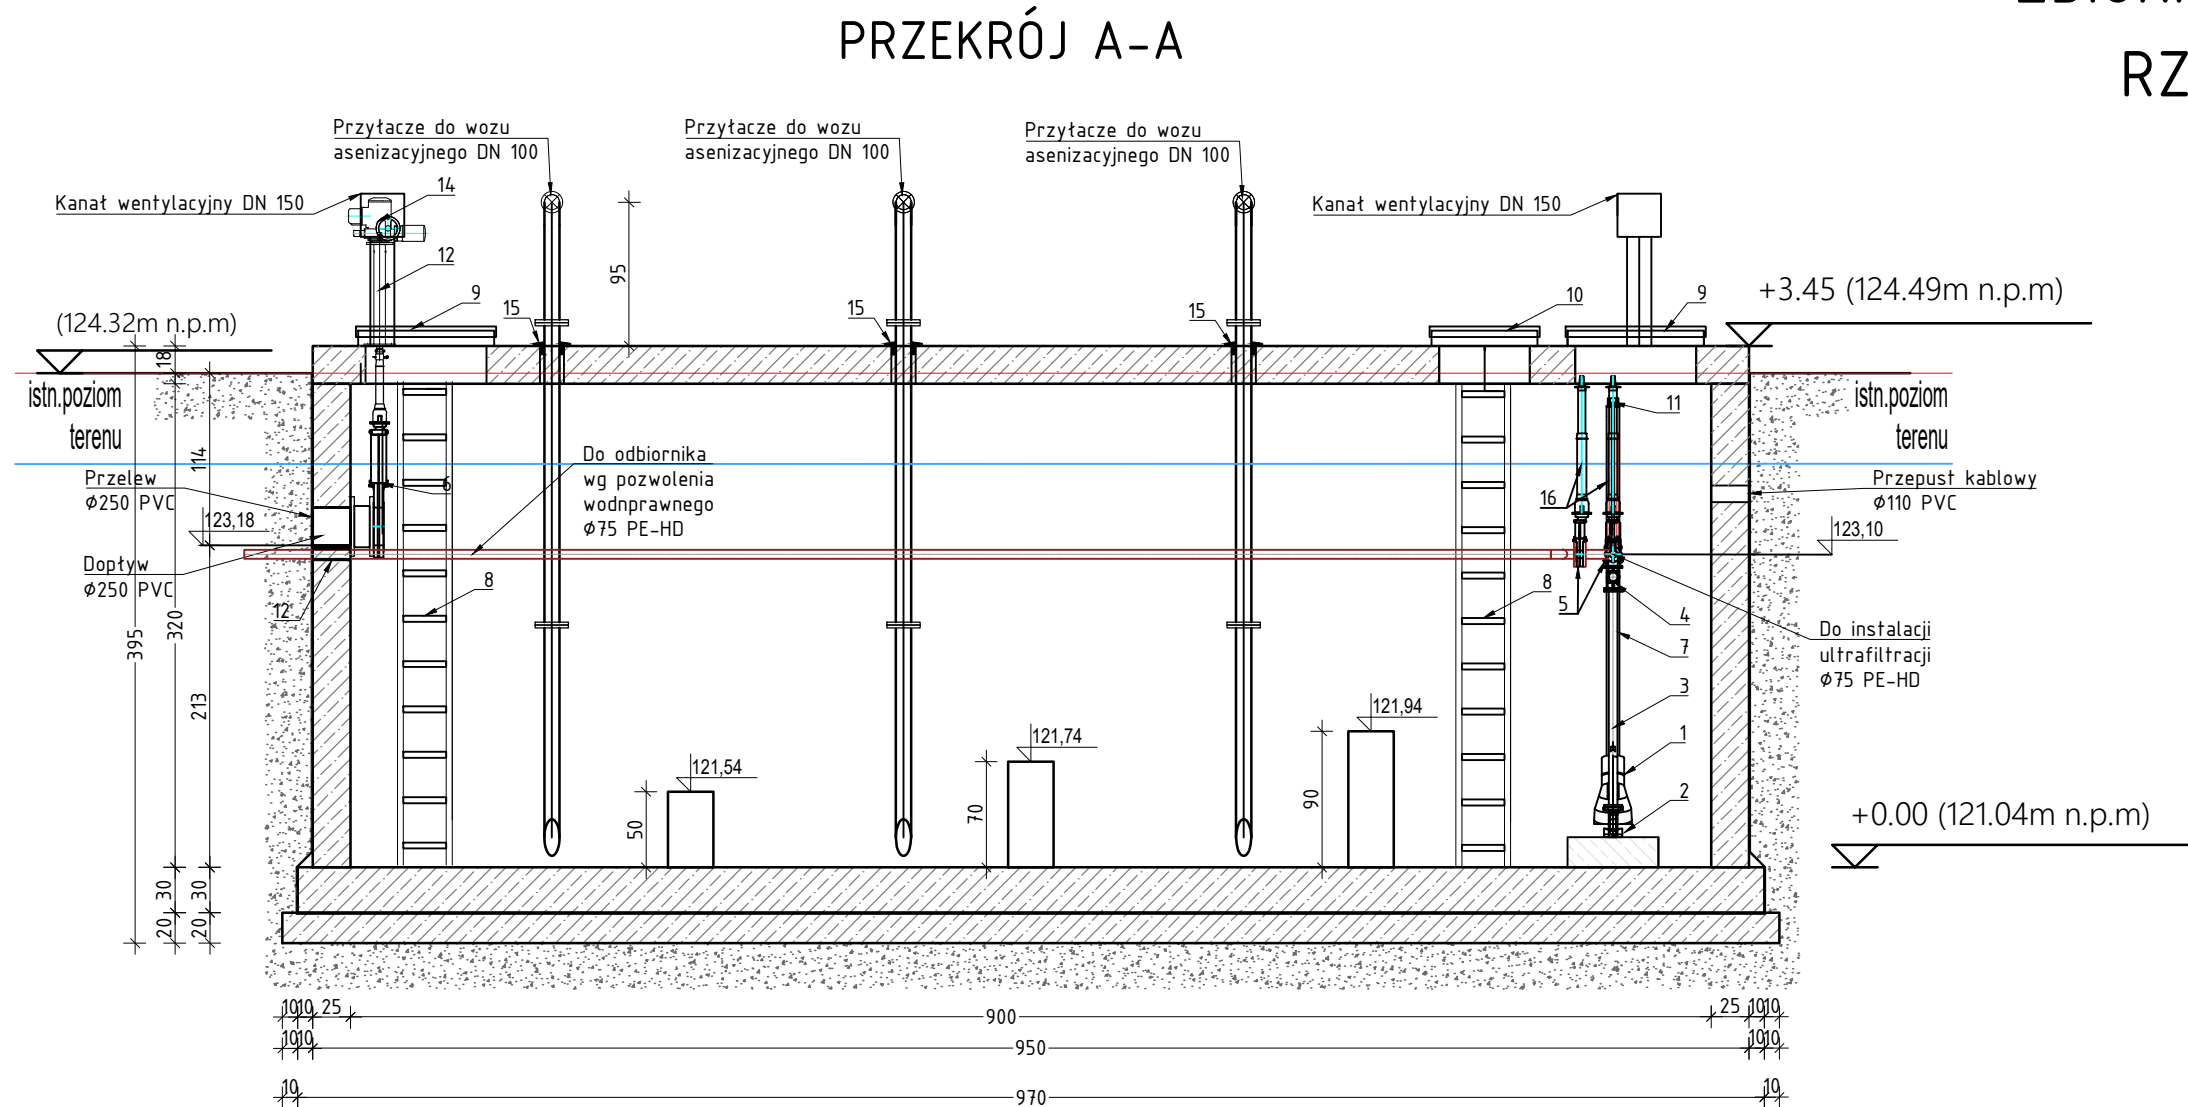 PRZEKRÓJ A-A
RZ
Przyłacze do wozu
asenizacyjnego DN 100
Przyłacze do wozu
asenizacyjnego DN 100
Przyłacze do wozu
asenizacyjnego DN 100
Kanał wentylacyjny DN 150
14
12
9
95
15
15
15
Kanał wentylacyjny DN 150
10
9
+3.45 (124.49m n.p.m)
(124.32m n.p.m)
18
istn.poziom
terenu
istn.poziom
terenu
11
114
Przelew
Φ250 PVC
6
Do odbiornika
wg pozwolenia
wodnprawnego
Φ75 PE-HD
16
Przepust kablowy
Φ110 PVC
123,18
123,10
Dopływ
Φ250 PVC
12
8
8
5
4
7
Do instalacji
ultrafiltracji
Φ75 PE-HD
395
320
213
3
1
2
121,54
121,74
121,94
50
70
90
+0.00 (121.04m n.p.m)
30
30
20
20
10
10
25
900
25
10
10
10
10
950
10
10
10
970
10